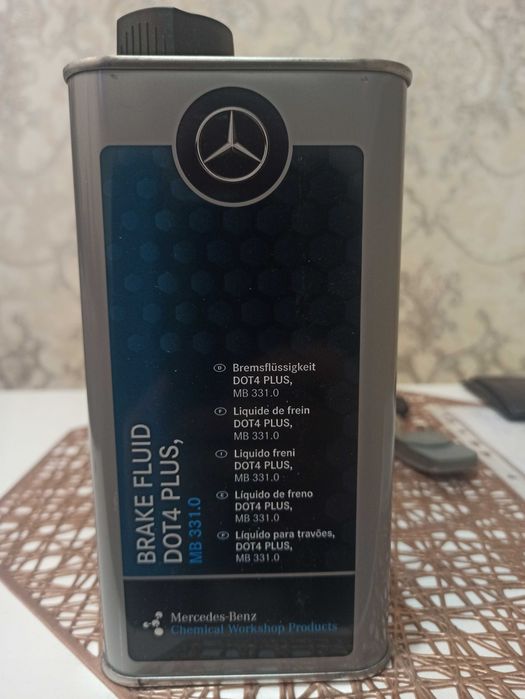 D Bremsflüssigkeit
DOT4 PLUS,
MB 331.0
F Liquide de frein
DOT4 PLUS,
MB 331.0
I Liquido freni
DOT4 PLUS,
MB 331.0
E Líquido de freno
DOT4 PLUS,
MB 331.0
P Líquido para travões,
DOT4 PLUS,
MB 331.0
BRAKE FLUID
DOT4 PLUS,
MB 331.0
Mercedes-Benz
Chemical Workshop Products